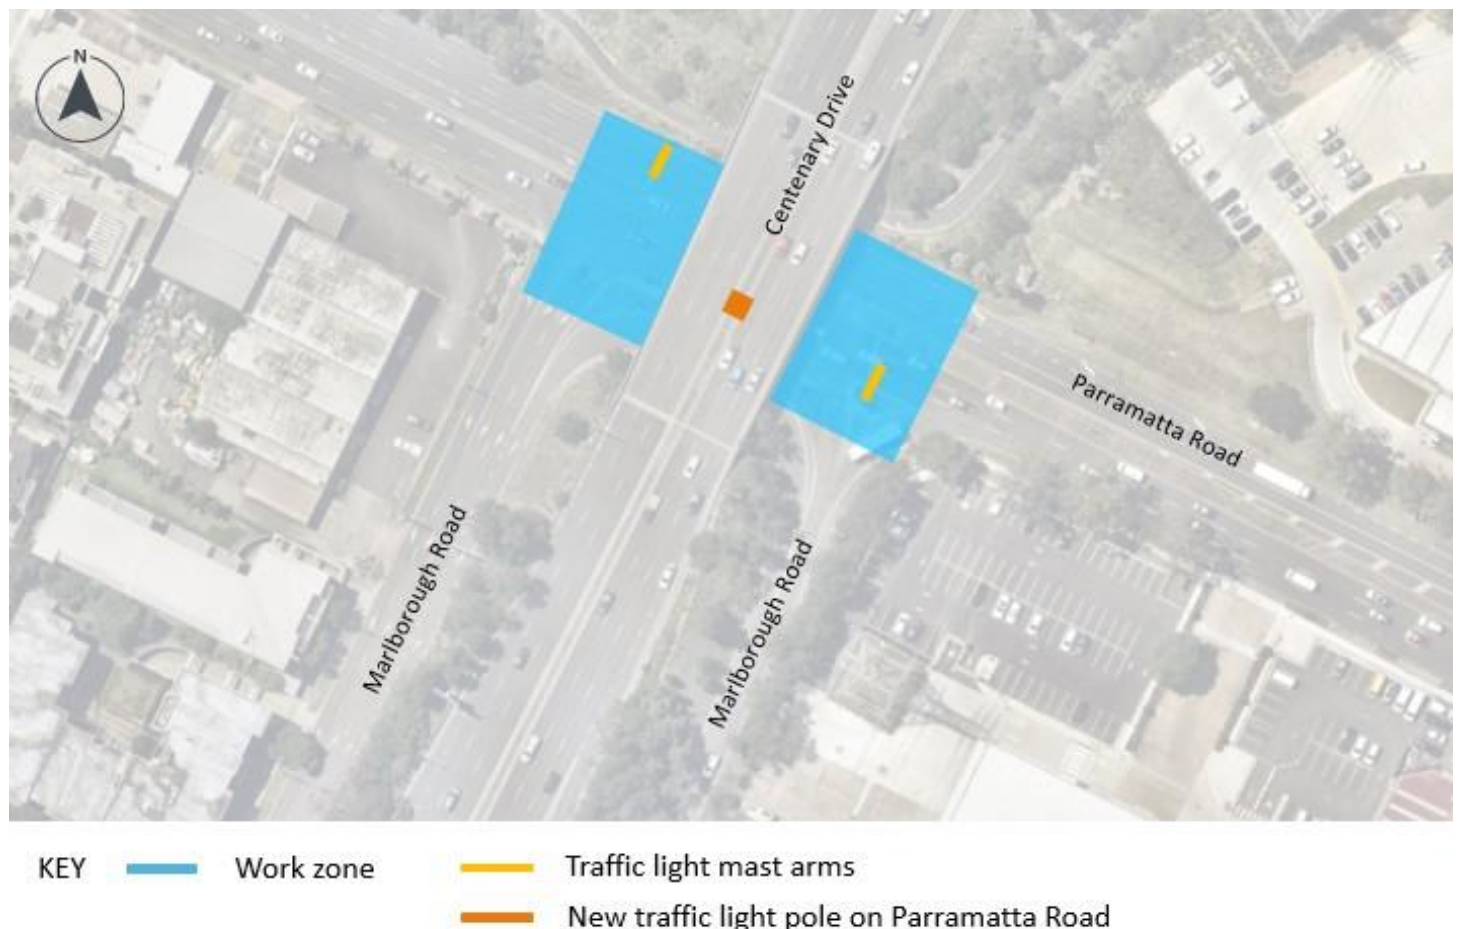 N
Centenary Drive
Parramatta Road
Marlborough Road
Marlborough Road
KEY
Work zone
Traffic light mast arms
New traffic light pole on Parramatta Road